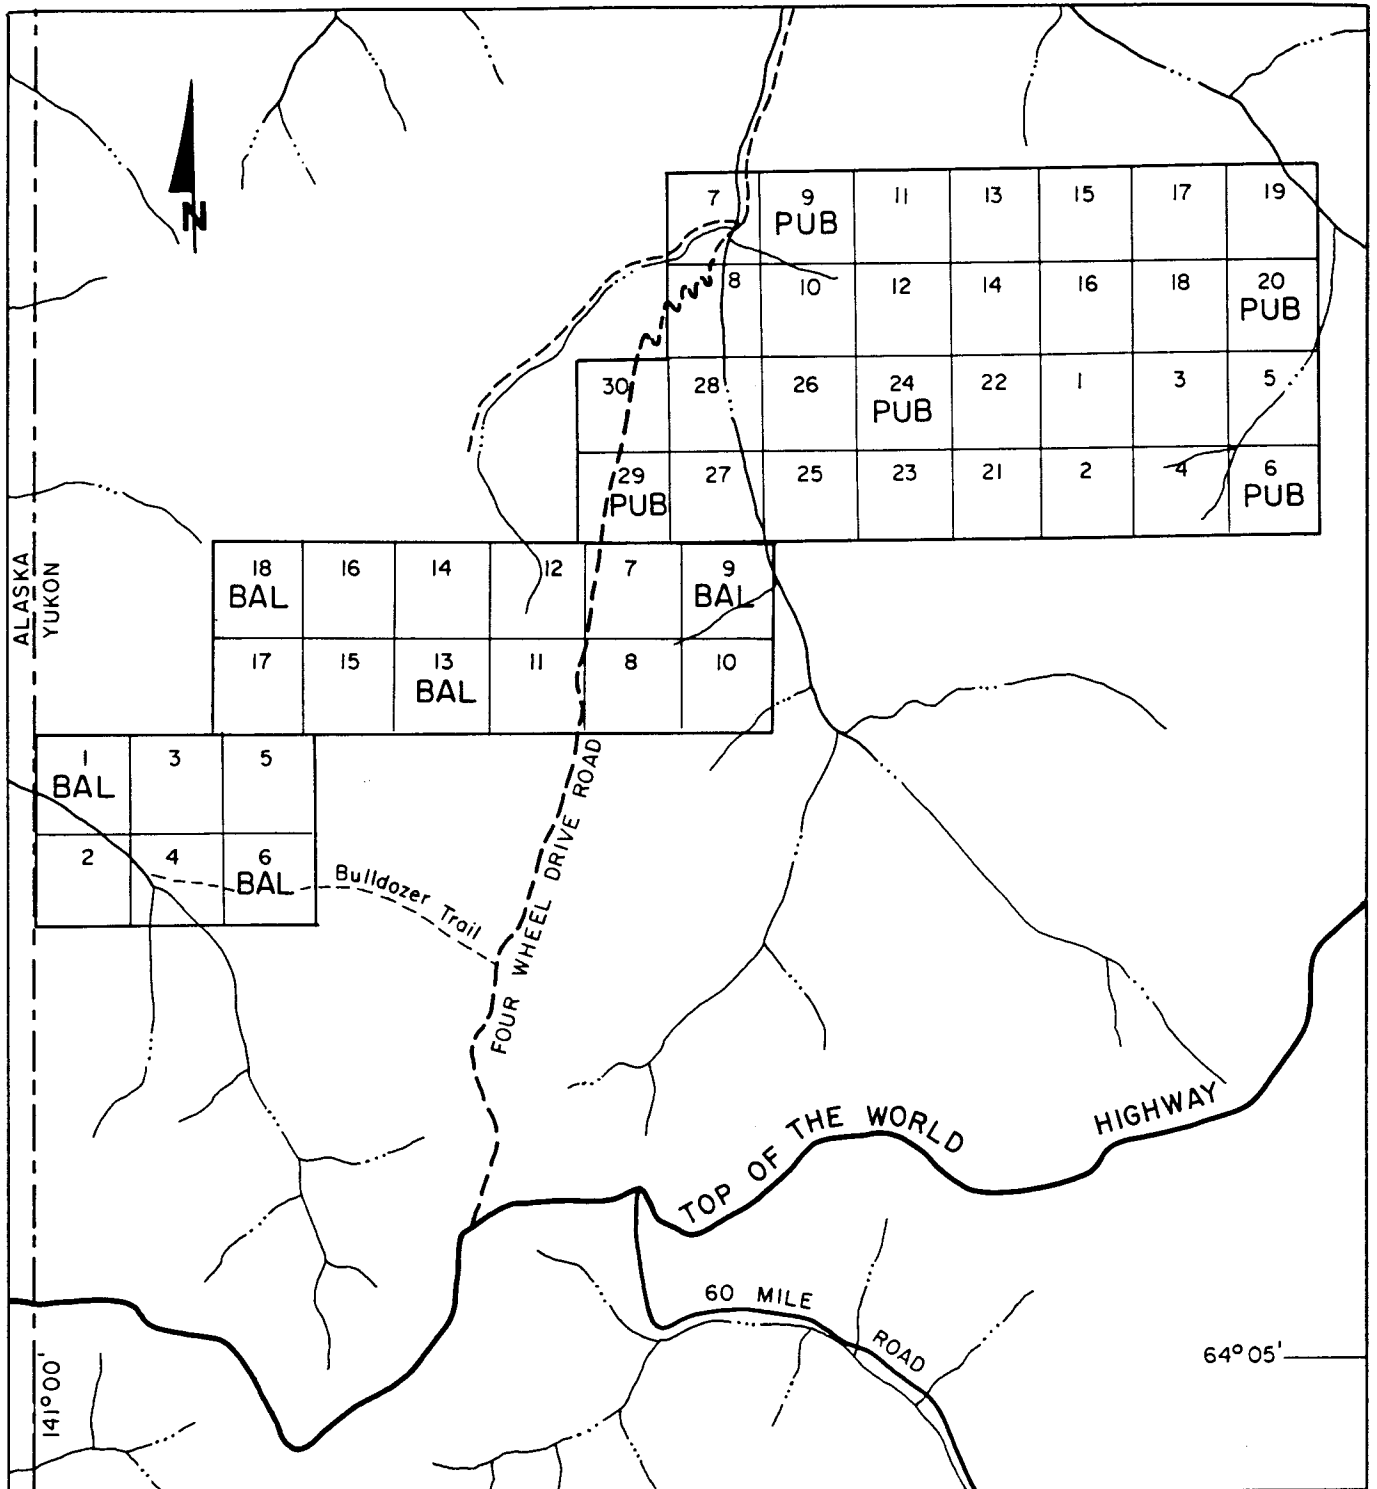 N
7 9 11 13 15 17 19
PUB
8 10 12 14 16 18 20
PUB
30 28 26 24 22 1 3 5
PUB
29 27 25 23 21 2 4 6
PUB PUB
ALASKA
YUKON
18 16 14 12 7 9
BAL BAL
17 15 13 11 8 10
BAL
1 3 5
BAL
2 4 6
BAL
Bulldozer Trail
FOUR WHEEL DRIVE ROAD
TOP OF THE WORLD HIGHWAY
60 MILE ROAD
64°05'
141°00'